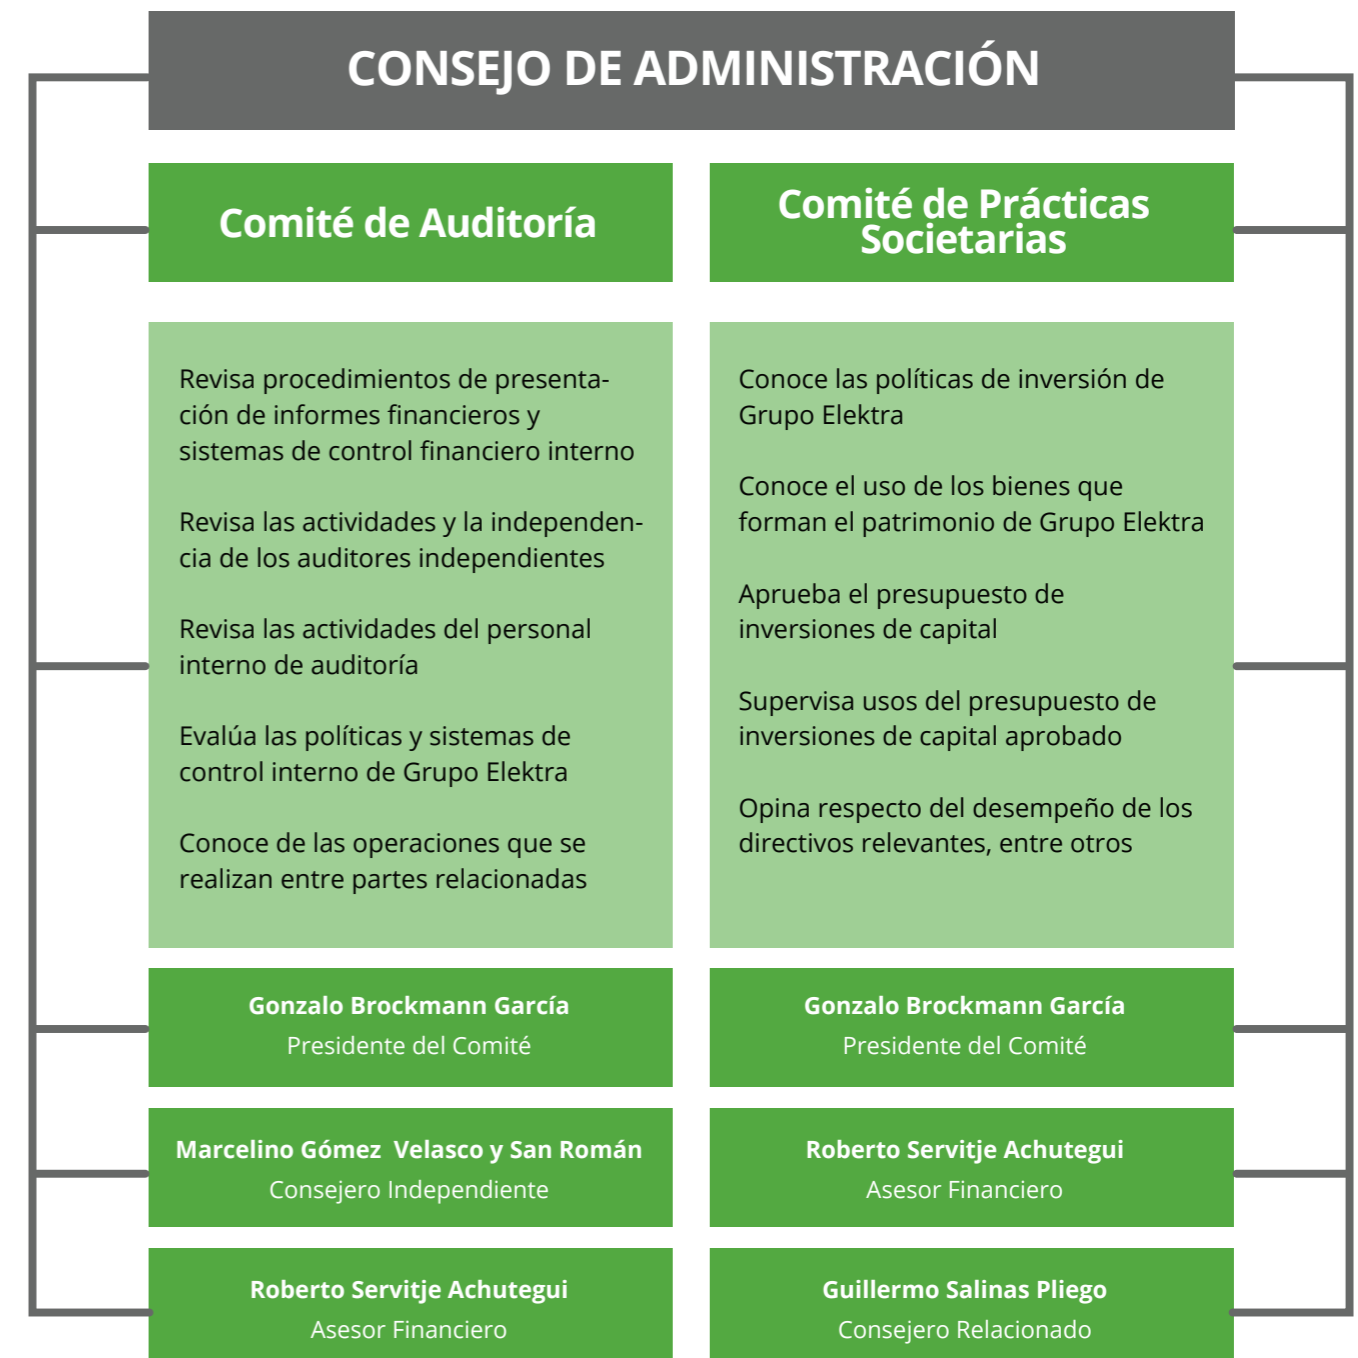 CONSEJO DE ADMINISTRACIÓN
Comité de Auditoría
Revisa procedimientos de presenta-
ción de informes financieros y
sistemas de control financiero interno
Revisa las actividades y la independen-
cia de los auditores independientes
Revisa las actividades del personal
interno de auditoría
Evalúa las políticas y sistemas de
control interno de Grupo Elektra
Conoce de las operaciones que se
realizan entre partes relacionadas
Gonzalo Brockmann García
Presidente del Comité
Marcelino Gómez  Velasco y San Román
Consejero Independiente
Roberto Servitje Achutegui
Asesor Financiero
Comité de Prácticas
Societarias
Conoce las políticas de inversión de
Grupo Elektra
Conoce el uso de los bienes que
forman el patrimonio de Grupo Elektra
Aprueba el presupuesto de
inversiones de capital
Supervisa usos del presupuesto de
inversiones de capital aprobado
Opina respecto del desempeño de los
directivos relevantes, entre otros
Gonzalo Brockmann García
Presidente del Comité
Roberto Servitje Achutegui
Asesor Financiero
Guillermo Salinas Pliego
Consejero Relacionado